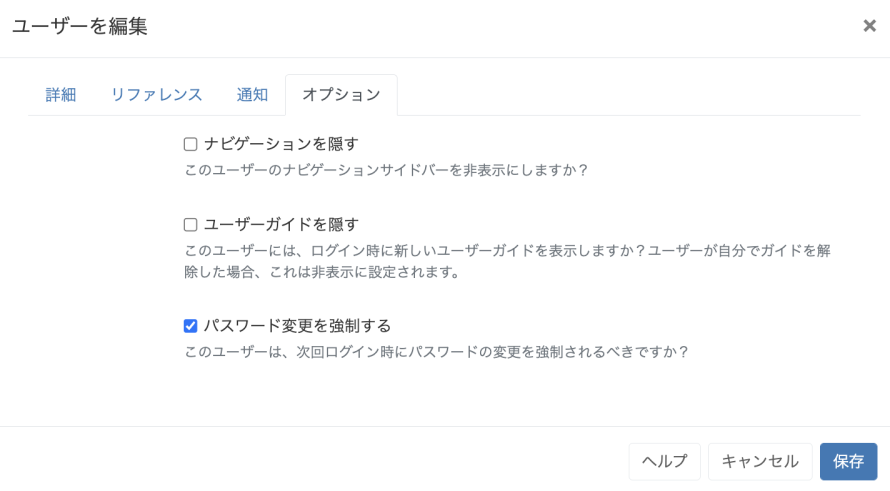 ユーザーを編集
×
詳細 リファレンス 通知 オプション
ナビゲーションを隠す
このユーザーのナビゲーションサイドバーを非表示にしますか？
ユーザーガイドを隠す
このユーザーには、ログイン時に新しいユーザーガイドを表示しますか？ユーザーが自分でガイドを解
除した場合、これは非表示に設定されます。
パスワード変更を強制する
このユーザーは、次回ログイン時にパスワードの変更を強制されるべきですか？
ヘルプ キャンセル 保存